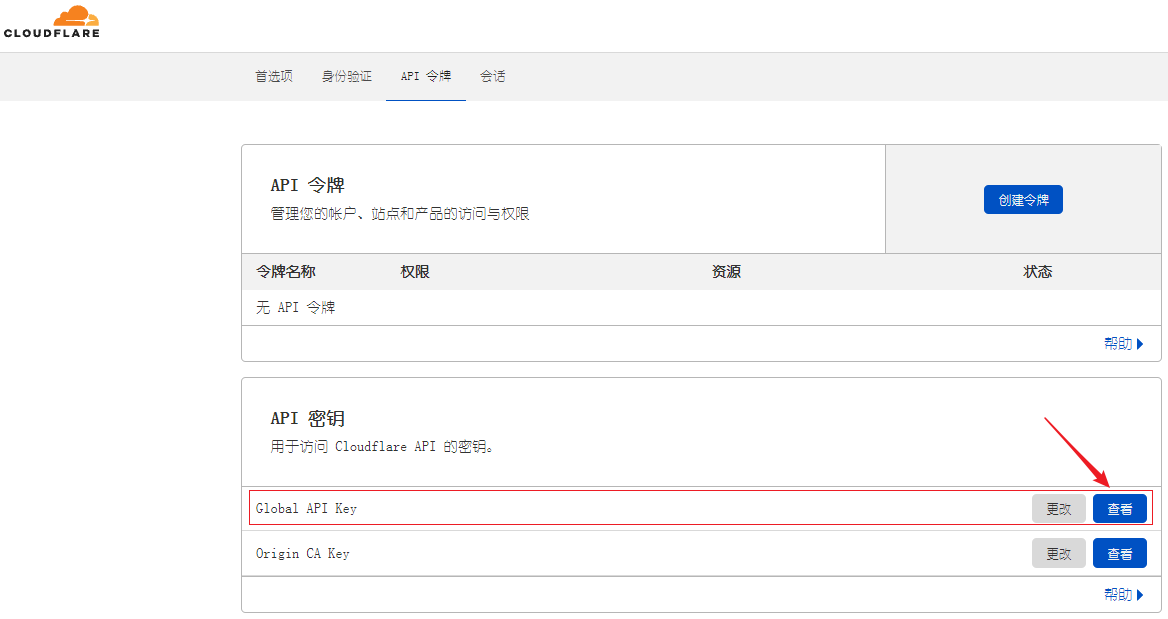 CLOUDFLARE
首选项 身份验证 API 令牌 会话
API 令牌
管理您的帐户、站点和产品的访问与权限
创建令牌
令牌名称 权限 资源 状态
无 API 令牌
帮助
API 密钥
用于访问 Cloudflare API 的密钥。
Global API Key 更改 查看
Origin CA Key 更改 查看
帮助